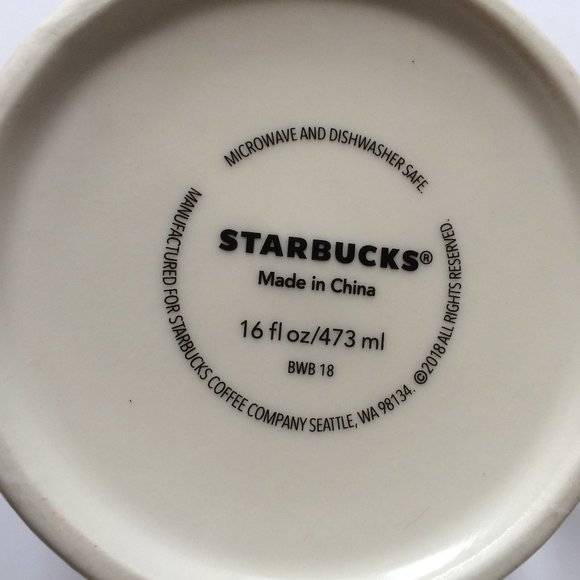 MICROWAVE AND DISHWASHER SAFE.
STARBUCKS®
Made in China
16 fl oz/473 ml
BWB 18
MANUFACTURED FOR STARBUCKS COFFEE COMPANY SEATTLE, WA 98134. ©2018 ALL RIGHTS RESERVED.